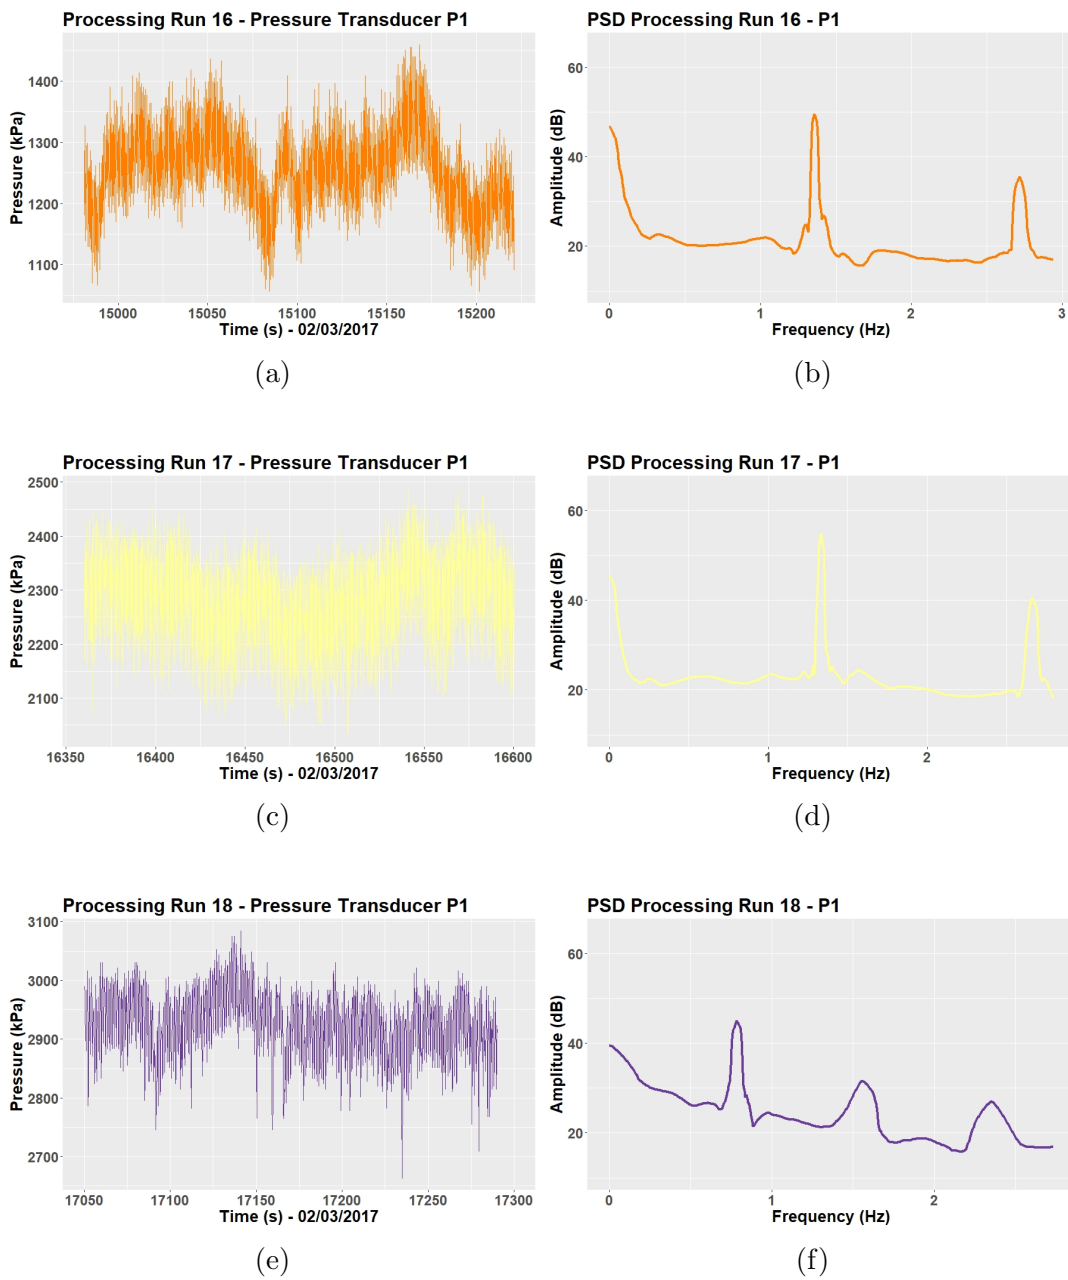 Processing Run 16 - Pressure Transducer P1
Pressure (kPa)
1400
1300
1200
1100
15000 15050 15100 15150 15200
Time (s) - 02/03/2017
(a)
PSD Processing Run 16 - P1
Amplitude (dB)
60
40
20
0 1 2 3
Frequency (Hz)
(b)
Processing Run 17 - Pressure Transducer P1
Pressure (kPa)
2500
2400
2300
2200
2100
16350 16400 16450 16500 16550 16600
Time (s) - 02/03/2017
(c)
PSD Processing Run 17 - P1
Amplitude (dB)
60
40
20
0 1 2
Frequency (Hz)
(d)
Processing Run 18 - Pressure Transducer P1
Pressure (kPa)
3100
3000
2900
2800
2700
17050 17100 17150 17200 17250 17300
Time (s) - 02/03/2017
(e)
PSD Processing Run 18 - P1
Amplitude (dB)
60
40
20
0 1 2
Frequency (Hz)
(f)